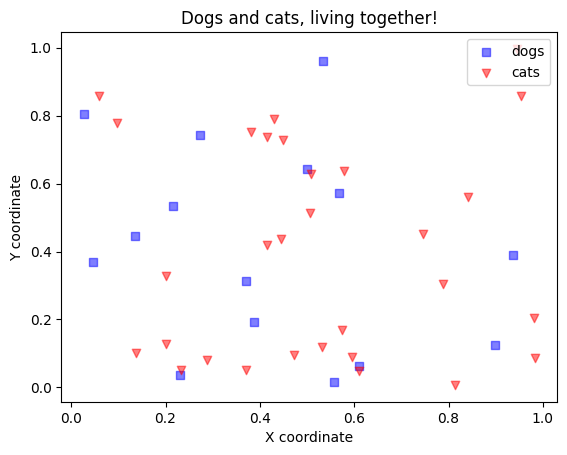 Dogs and cats, living together!
dogs
cats
1.0
0.8
0.6
0.4
0.2
0.0
Y coordinate
0.0 0.2 0.4 0.6 0.8 1.0
X coordinate